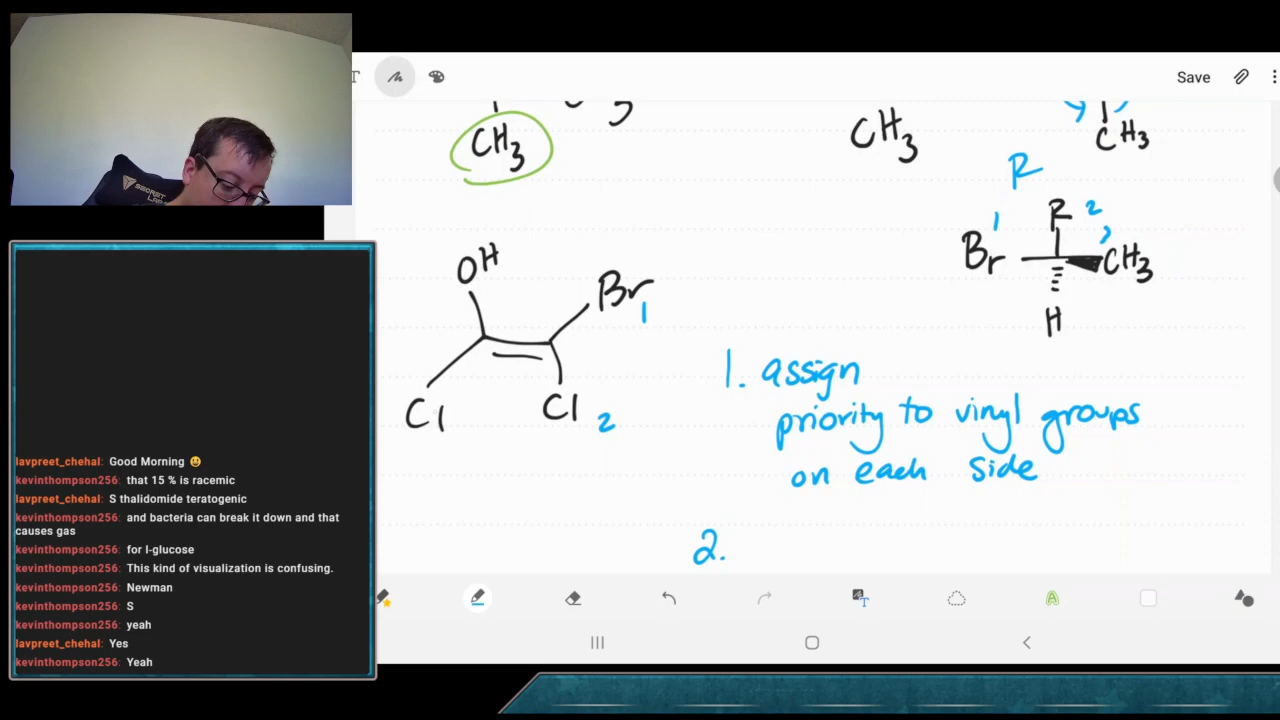 T
Save
CH3
CH3
CH3
R
1
R 2
Br
CH3
H
OH
Br
1
Cl
Cl 2
1. assign
priority to vinyl groups
on each side
2.
SECRET
LAB
lavpreet_chehal: Good Morning 😃
kevinthompson256: that 15 % is racemic
lavpreet_chehal: S thalidomide teratogenic
kevinthompson256: and bacteria can break it down and that
causes gas
kevinthompson256: for l-glucose
kevinthompson256: This kind of visualization is confusing.
kevinthompson256: Newman
kevinthompson256: S
kevinthompson256: yeah
lavpreet_chehal: Yes
kevinthompson256: Yeah